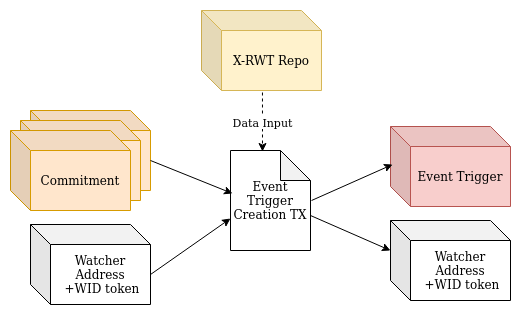 X-RWT Repo
Data Input
Commitment
Event
Trigger
Creation TX
Event Trigger
Watcher
Address
+WID token
Watcher
Address
+WID token